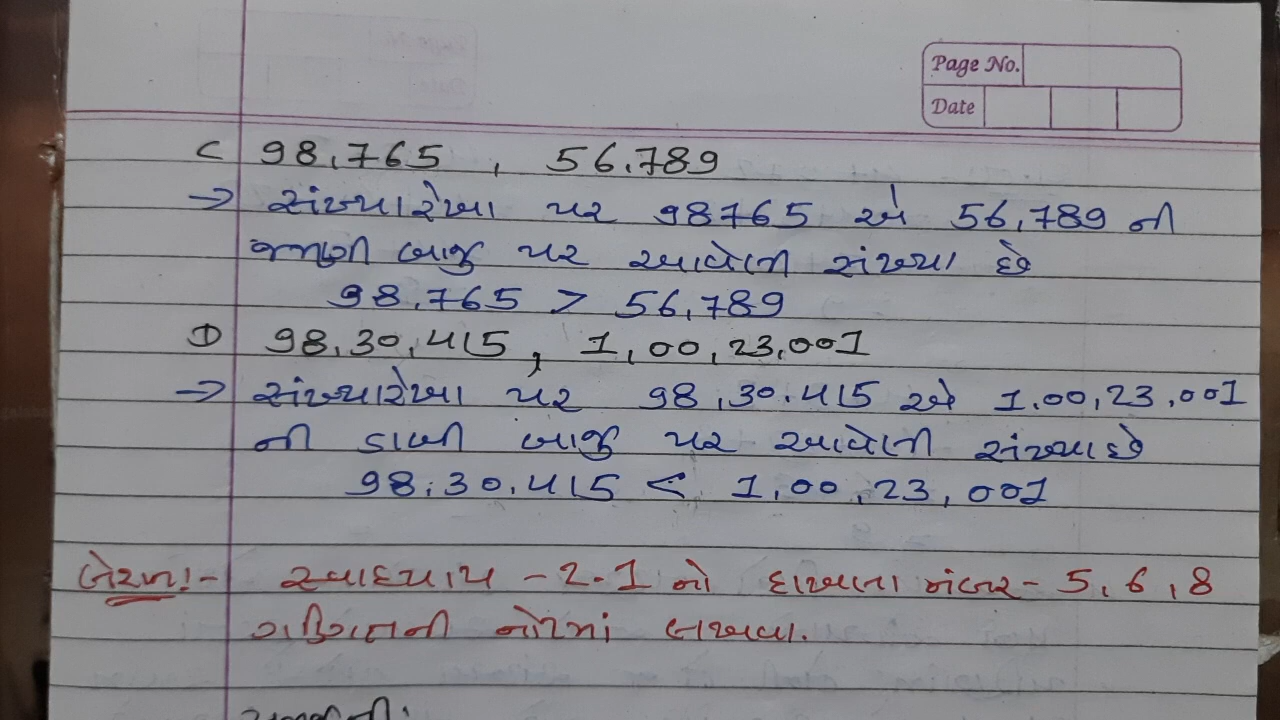 Page No.
Date
C 98,765 , 56,789
→ સંખ્યારેખા પર 98765 એ 56,789 ની
જમણી બાજુ પર આવેલી સંખ્યા છે
98,765 > 56,789
D 98,30,415 , 1,00,23,001
→ સંખ્યારેખા પર 98,30,415 એ 1,00,23,001
ની ડાબી બાજુ પર આવેલી સંખ્યા છે
98,30,415 < 1,00,23,001
લેશન:- સ્વાધ્યાય - 2.1 નો દાખલા નંબર - 5, 6, 8
ગણિતની નોટમાં લખવા.